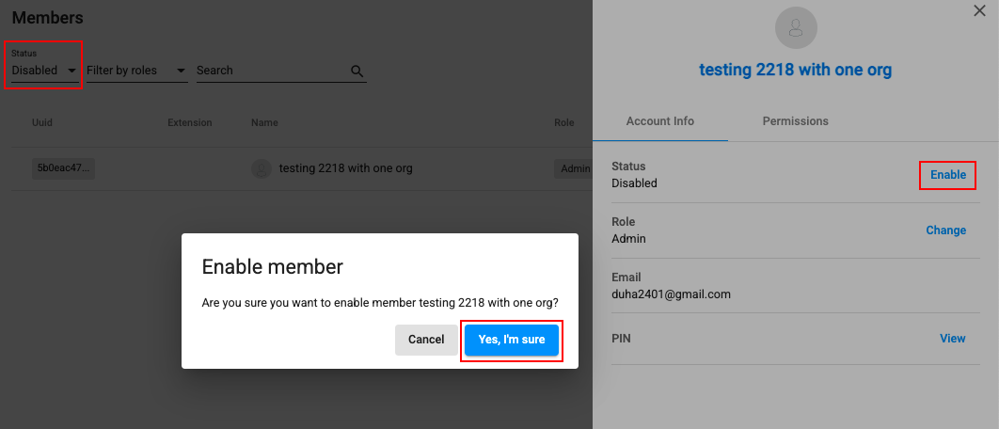 Members
Status
Disabled
Filter by roles
Search
Uuid
Extension
Name
Role
5b0eac47...
testing 2218 with one org
Admin
testing 2218 with one org
Account Info
Permissions
Status
Disabled
Enable
Role
Admin
Change
Email
duha2401@gmail.com
PIN
View
Enable member
Are you sure you want to enable member testing 2218 with one org?
Cancel
Yes, I'm sure